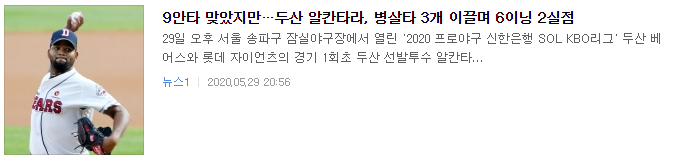 9안타 맞았지만…두산 알칸타라, 병살타 3개 이끌며 6이닝 2실점
29일 오후 서울 송파구 잠실야구장에서 열린 '2020 프로야구 신한은행 SOL KBO리그' 두산 베
어스와 롯데 자이언츠의 경기 1회초 두산 선발투수 알칸타...
뉴스1 | 2020.05.29 20:56
EARS